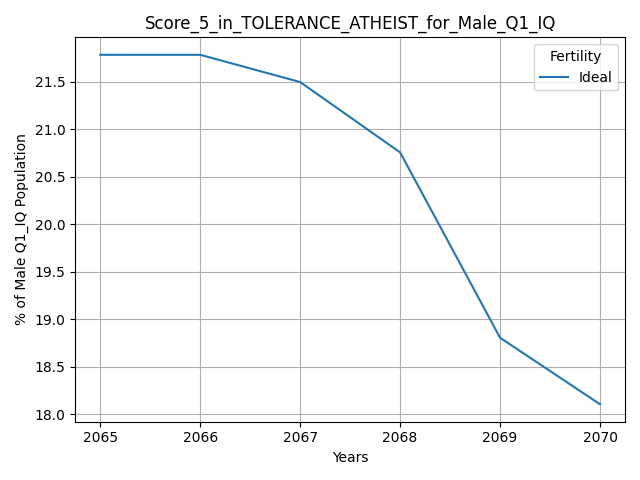 Score_5_in_TOLERANCE_ATHEIST_for_Male_Q1_IQ
Fertility
Ideal
% of Male Q1_IQ Population
21.5
21.0
20.5
20.0
19.5
19.0
18.5
18.0
2065 2066 2067 2068 2069 2070
Years